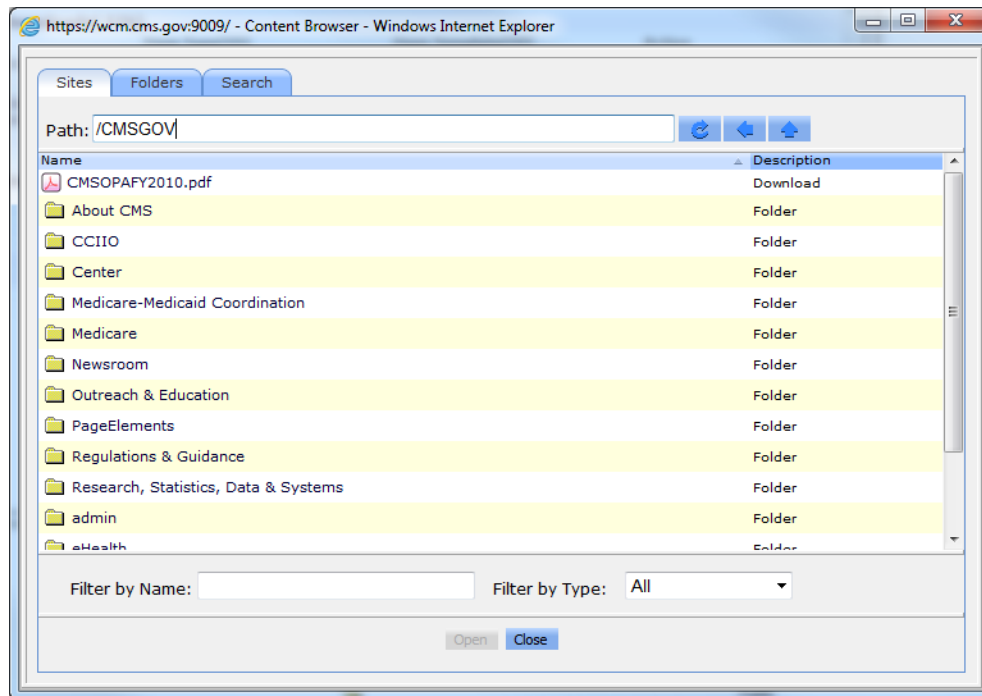 https://wcm.cms.gov:9009/ - Content Browser - Windows Internet Explorer
Sites Folders Search
Path: /CMSGOV
Name Description
CMSOPAFY2010.pdf Download
About CMS Folder
CCIIO Folder
Center Folder
Medicare-Medicaid Coordination Folder
Medicare Folder
Newsroom Folder
Outreach & Education Folder
PageElements Folder
Regulations & Guidance Folder
Research, Statistics, Data & Systems Folder
admin Folder
eHealth Folder
Filter by Name: Filter by Type: All
Open Close